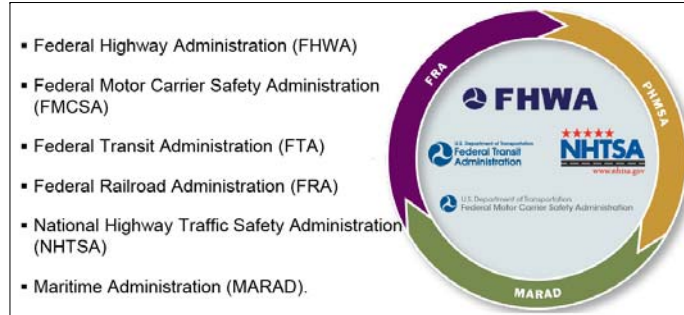 ▪ Federal Highway Administration (FHWA)
▪ Federal Motor Carrier Safety Administration
(FMCSA)
▪ Federal Transit Administration (FTA)
▪ Federal Railroad Administration (FRA)
▪ National Highway Traffic Safety Administration
(NHTSA)
▪ Maritime Administration (MARAD).
FRA
PHMSA
FHWA
U.S. Department of Transportation
Federal Transit
Administration
NHTSA
www.nhtsa.gov
U.S. Department of Transportation
Federal Motor Carrier Safety Administration
MARAD